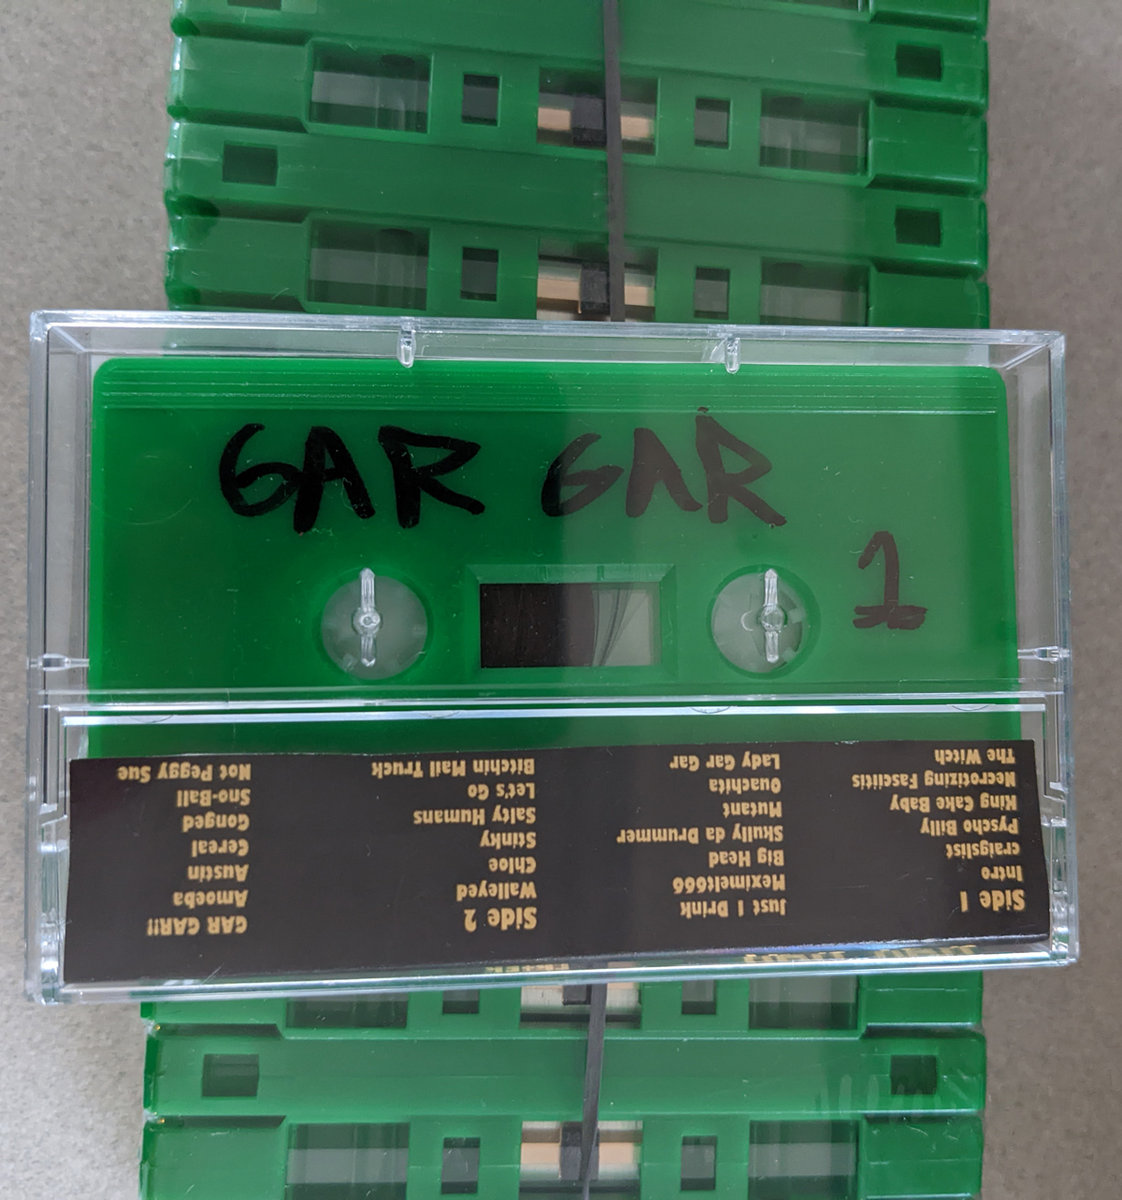 GAR GAR
1
Side 1
Intro
craigslist
Pyscho Billy
King Cake Baby
Necrotizing Fasciitis
The Witch
Just I Drink
Meximelt666
Big Head
Skully da Drummer
Mutant
Ouachita
Lady Gar Gar
Side 2
Walleyed
Chloe
Stinky
Salty Humans
Let's Go
Bitchin Mail Truck
GAR GAR!!
Amoeba
Austin
Cereal
Gonged
Sno-Ball
Not Peggy Sue